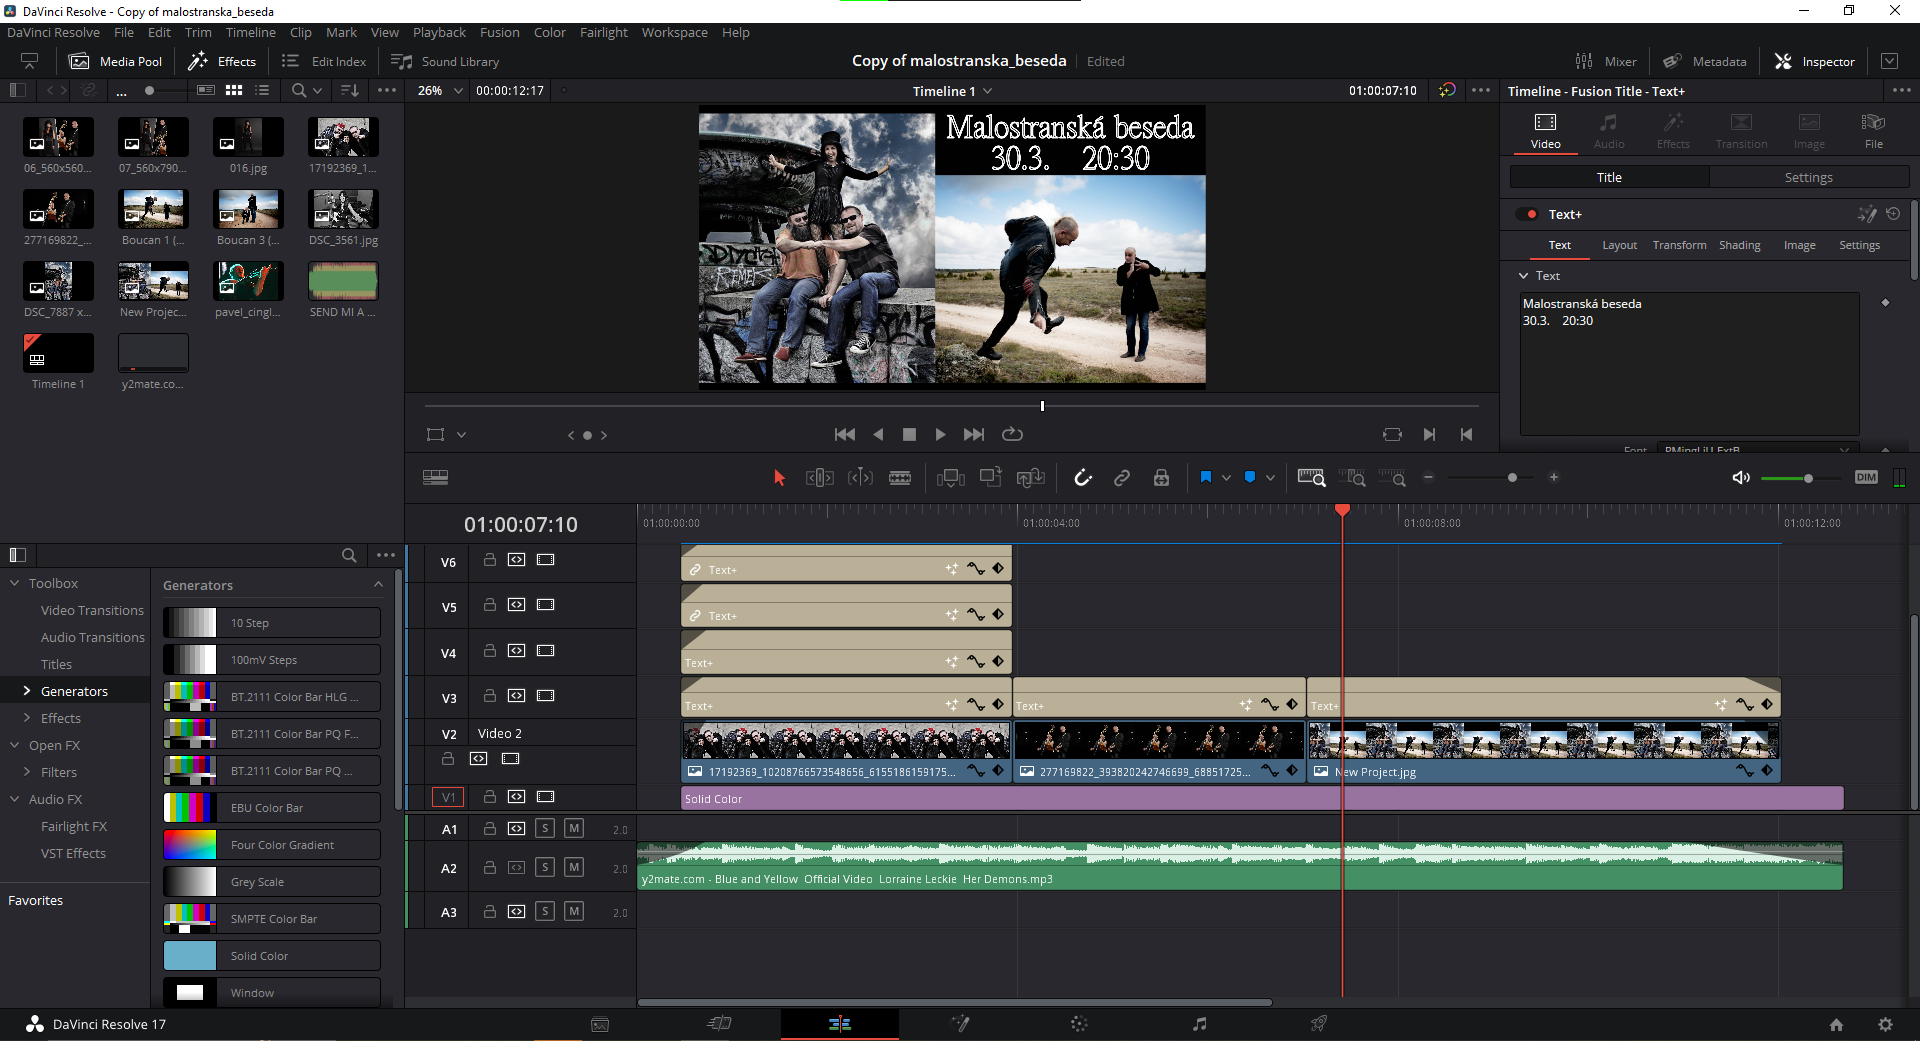 DaVinci Resolve - Copy of malostranska_beseda
DaVinci Resolve File Edit Trim Timeline Clip Mark View Playback Fusion Color Fairlight Workspace Help
Media Pool Effects Edit Index Sound Library
Copy of malostranska_beseda Edited
Mixer Metadata Inspector
26% 00:00:12:17 Timeline 1 01:00:07:10
Timeline - Fusion Title - Text+
06_560x560... 07_560x790... 016.jpg 17192369_1...
277169822_... Boucan 1 (... Boucan 3 (... DSC_3561.jpg
DSC_7887 x... New Projec... pavel_cingl... SEND MI A ...
Timeline 1 y2mate.co...
Malostranská beseda
30.3. 20:30
Video Audio Effects Transition Image File
Title Settings
Text+
Text Layout Transform Shading Image Settings
Text
Malostranská beseda
30.3. 20:30
Font PMingLiU-ExtB
DIM
01:00:07:10
01:00:00:00 01:00:04:00 01:00:08:00 01:00:12:00
Toolbox
Video Transitions
Audio Transitions
Titles
Generators
Effects
Open FX
Filters
Audio FX
Fairlight FX
VST Effects
Favorites
Generators
10 Step
100mV Steps
BT.2111 Color Bar HLG ...
BT.2111 Color Bar PQ F...
BT.2111 Color Bar PQ ...
EBU Color Bar
Four Color Gradient
Grey Scale
SMPTE Color Bar
Solid Color
Window
V6 Text+
V5 Text+
V4 Text+
V3 Text+ Text+ Text+
V2 Video 2
17192369_10208766573548656_6155186159175... 277169822_393820242746699_68851725... New Project.jpg
V1 Solid Color
A1 S M 2.0
A2 S M 2.0
y2mate.com - Blue and Yellow Official Video Lorraine Leckie Her Demons.mp3
A3 S M 2.0
DaVinci Resolve 17